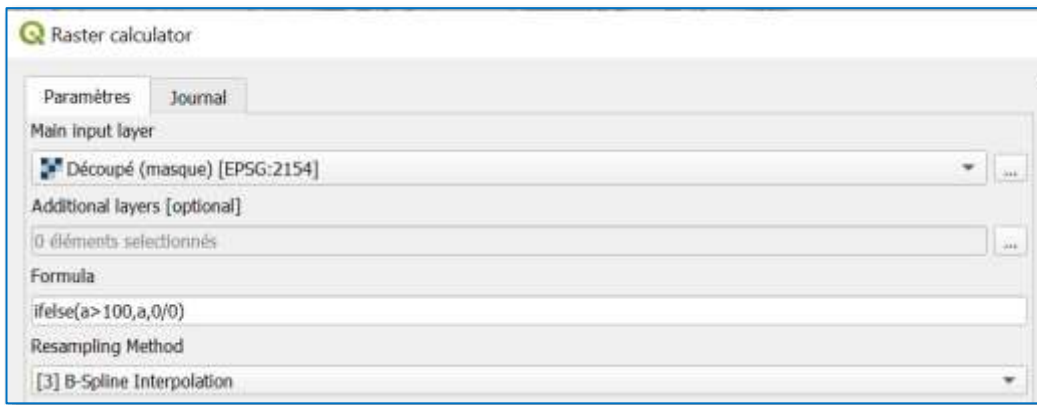 Raster calculator
Paramètres Journal
Main input layer
Découpé (masque) [EPSG:2154]
...
Additional layers [optional]
0 éléments selectionnés
...
Formula
ifelse(a>100,a,0/0)
Resampling Method
[3] B-Spline Interpolation